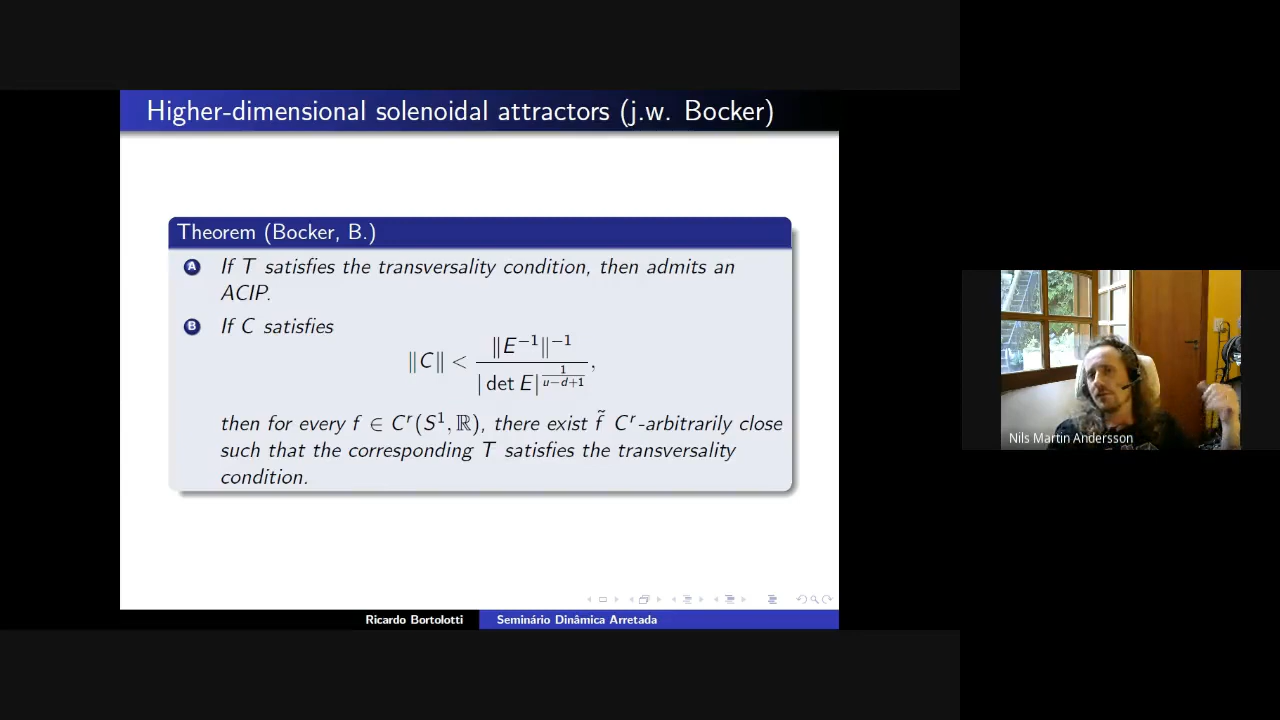 Higher-dimensional solenoidal attractors (j.w. Bocker)
Theorem (Bocker, B.)
A If T satisfies the transversality condition, then admits an
ACIP.
B If C satisfies
‖C‖ < ‖E⁻¹‖⁻¹ / |det E|^(1/(u−d+1)),
then for every f ∈ Cʳ(S¹, ℝ), there exist f̃ Cʳ-arbitrarily close
such that the corresponding T satisfies the transversality
condition.
Nils Martin Andersson
Ricardo Bortolotti
Seminário Dinâmica Arretada